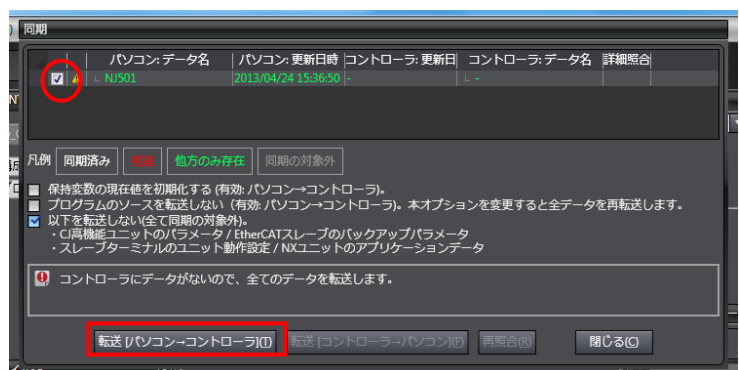 同期
パソコン: データ名 パソコン: 更新日時 コントローラ: 更新日 コントローラ: データ名 詳細照合
NJ501 2013/04/24 15:36:50 - -
凡例 同期済み 相違 他方のみ存在 同期の対象外
保持変数の現在値を初期化する (有効: パソコン→コントローラ)。
プログラムのソースを転送しない (有効: パソコン→コントローラ)。本オプションを変更すると全データを再転送します。
以下を転送しない(全て同期の対象外)。
・CJ高機能ユニットのパラメータ / EtherCATスレーブのバックアップパラメータ
・スレーブターミナルのユニット動作設定 / NXユニットのアプリケーションデータ
コントローラにデータがないので、全てのデータを転送します。
転送 [パソコン→コントローラ](T) 転送 [コントローラ→パソコン](F) 再照合(R) 閉じる(C)